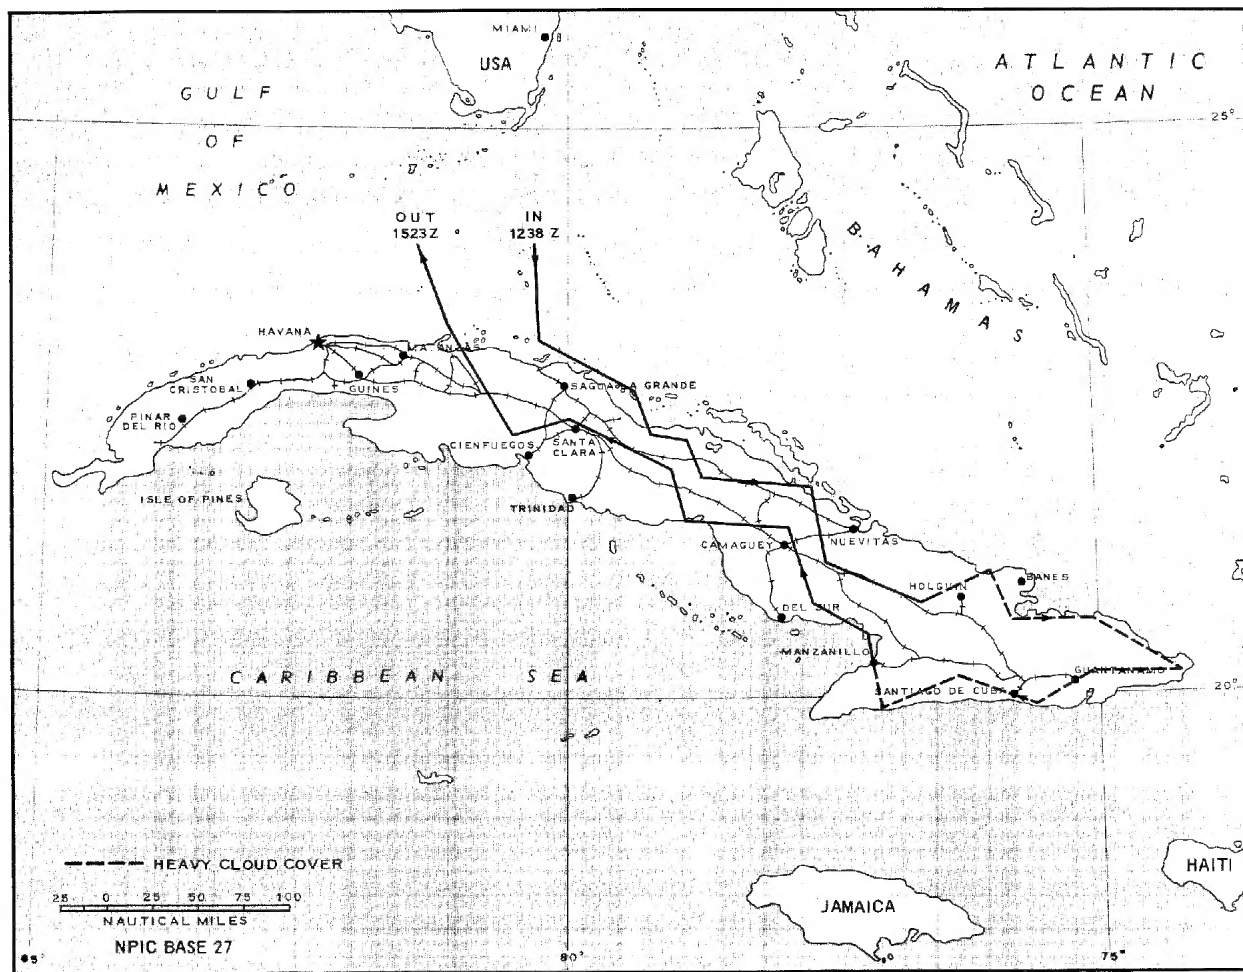 MIAMI
USA
ATLANTIC
OCEAN
GULF
OF
MEXICO
25°
OUT
1523Z
IN
1238 Z
BAHAMAS
HAVANA
SAN
CRISTOBAL
GUINES
SAGUA LA GRANDE
PINAR
DEL RIO
CIENFUEGOS
SANTA
CLARA
ISLE OF PINES
TRINIDAD
CAMAGUEY
NUEVITAS
HOLGUIN
BANES
DEL SUR
MANZANILLO
GUANTANAMO
CARIBBEAN SEA
SANTIAGO DE CUBA
20°
HEAVY CLOUD COVER
HAITI
25 0 25 50 75 100
NAUTICAL MILES
JAMAICA
NPIC BASE 27
85°
80°
75°